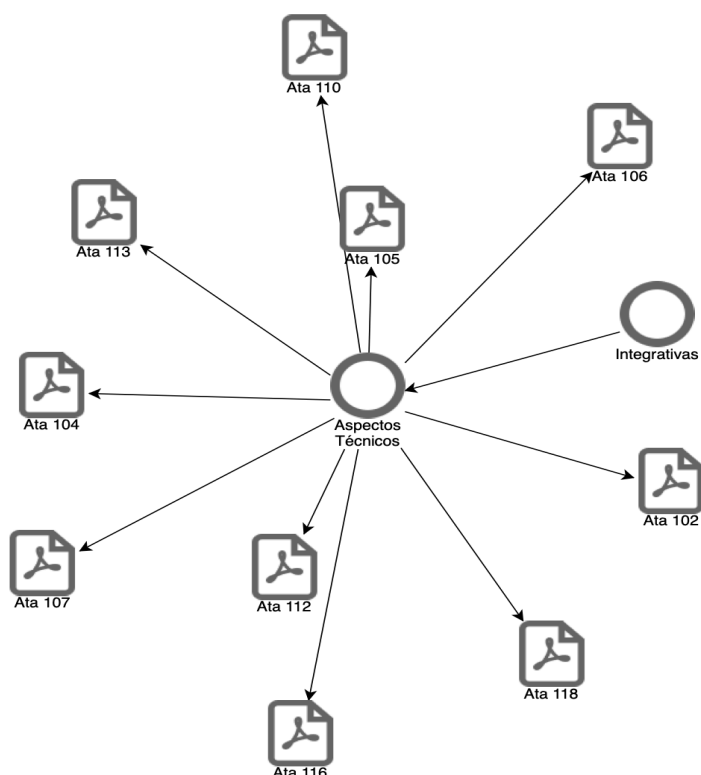 Ata 110
Ata 106
Ata 113
Ata 105
Integrativas
Ata 104
Aspectos
Técnicos
Ata 102
Ata 107
Ata 112
Ata 118
Ata 116